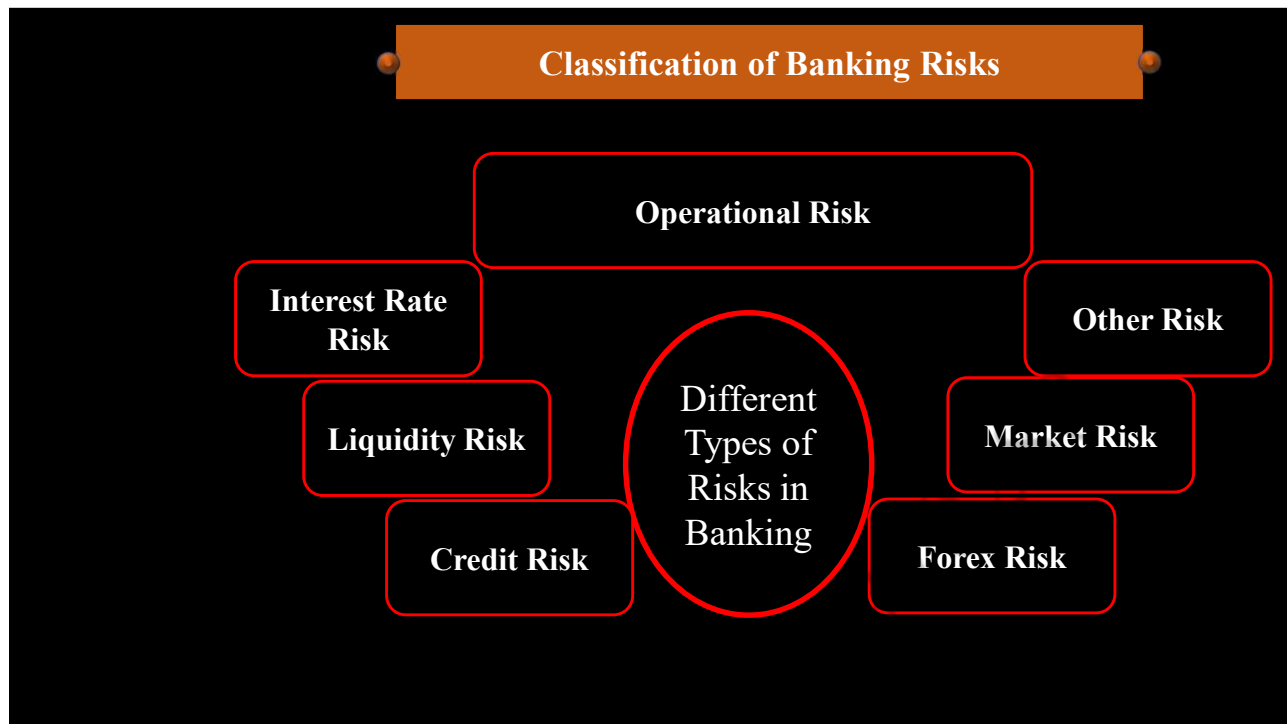 Classification of Banking Risks
Operational Risk
Interest Rate
Risk
Other Risk
Liquidity Risk
Different
Types of
Risks in
Banking
Market Risk
Credit Risk
Forex Risk